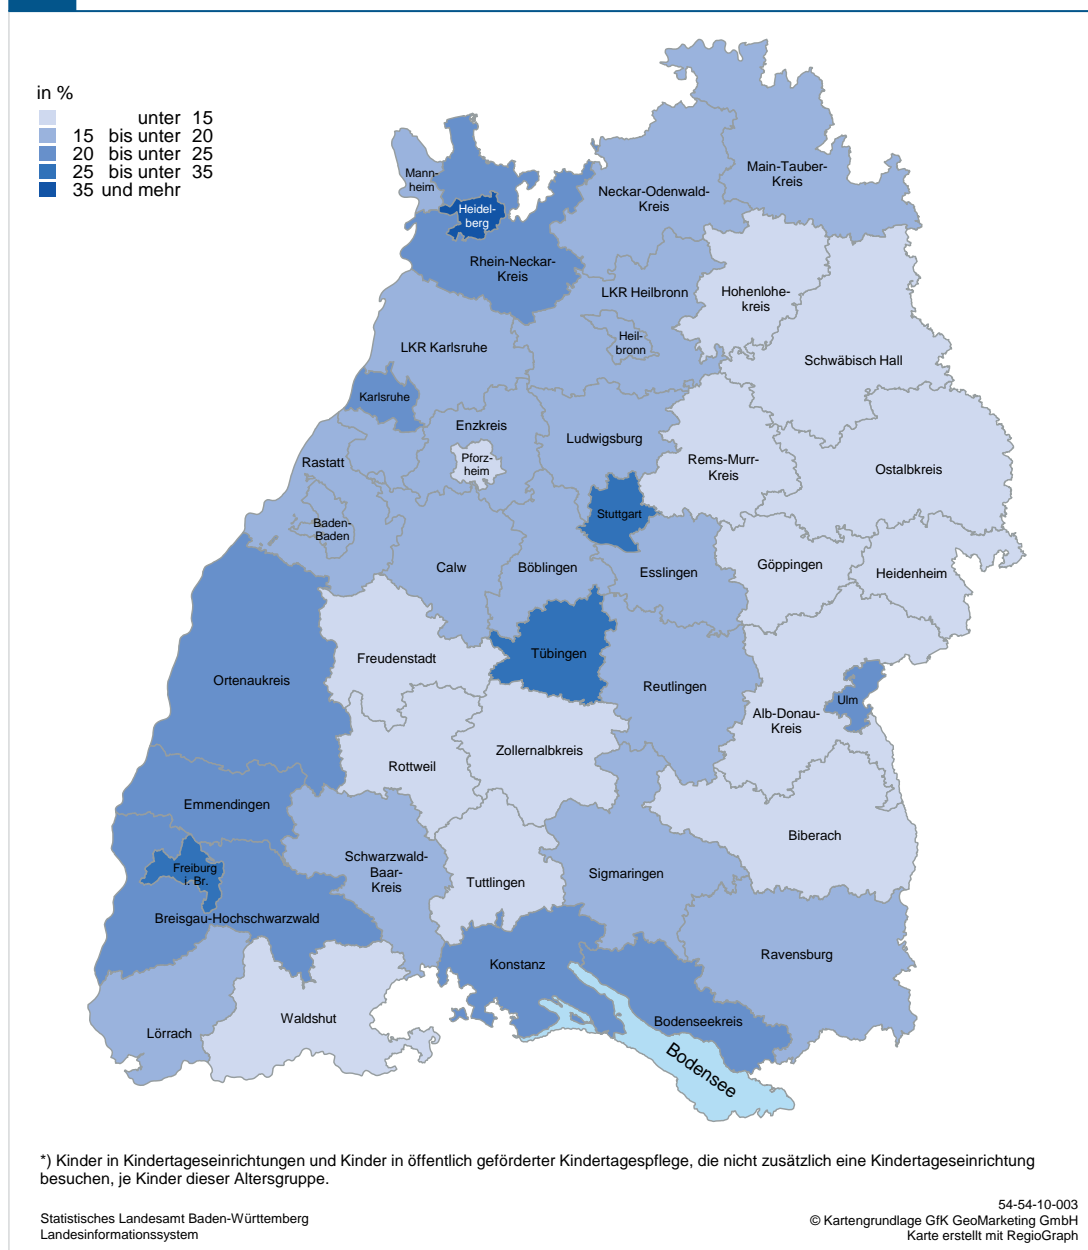 in %
unter 15
15 bis unter 20
20 bis unter 25
25 bis unter 35
35 und mehr
Main-Tauber-
Kreis
Mann-
heim
Neckar-Odenwald-
Kreis
Heidel-
berg
Rhein-Neckar-
Kreis
LKR Heilbronn
Hohenlohe-
kreis
Heil-
bronn
LKR Karlsruhe
Schwäbisch Hall
Karlsruhe
Enzkreis
Ludwigsburg
Pforz-
heim
Rastatt
Rems-Murr-
Kreis
Ostalbkreis
Stuttgart
Baden-
Baden
Calw
Böblingen
Esslingen
Göppingen
Heidenheim
Freudenstadt
Tübingen
Ortenaukreis
Reutlingen
Ulm
Alb-Donau-
Kreis
Zollernalbkreis
Rottweil
Emmendingen
Biberach
Schwarzwald-
Baar-
Kreis
Freiburg
i. Br.
Tuttlingen
Sigmaringen
Breisgau-Hochschwarzwald
Konstanz
Ravensburg
Waldshut
Bodenseekreis
Lörrach
Bodensee
*) Kinder in Kindertageseinrichtungen und Kinder in öffentlich geförderter Kindertagespflege, die nicht zusätzlich eine Kindertageseinrichtung
besuchen, je Kinder dieser Altersgruppe.
54-54-10-003
Statistisches Landesamt Baden-Württemberg
© Kartengrundlage GfK GeoMarketing GmbH
Landesinformationssystem
Karte erstellt mit RegioGraph